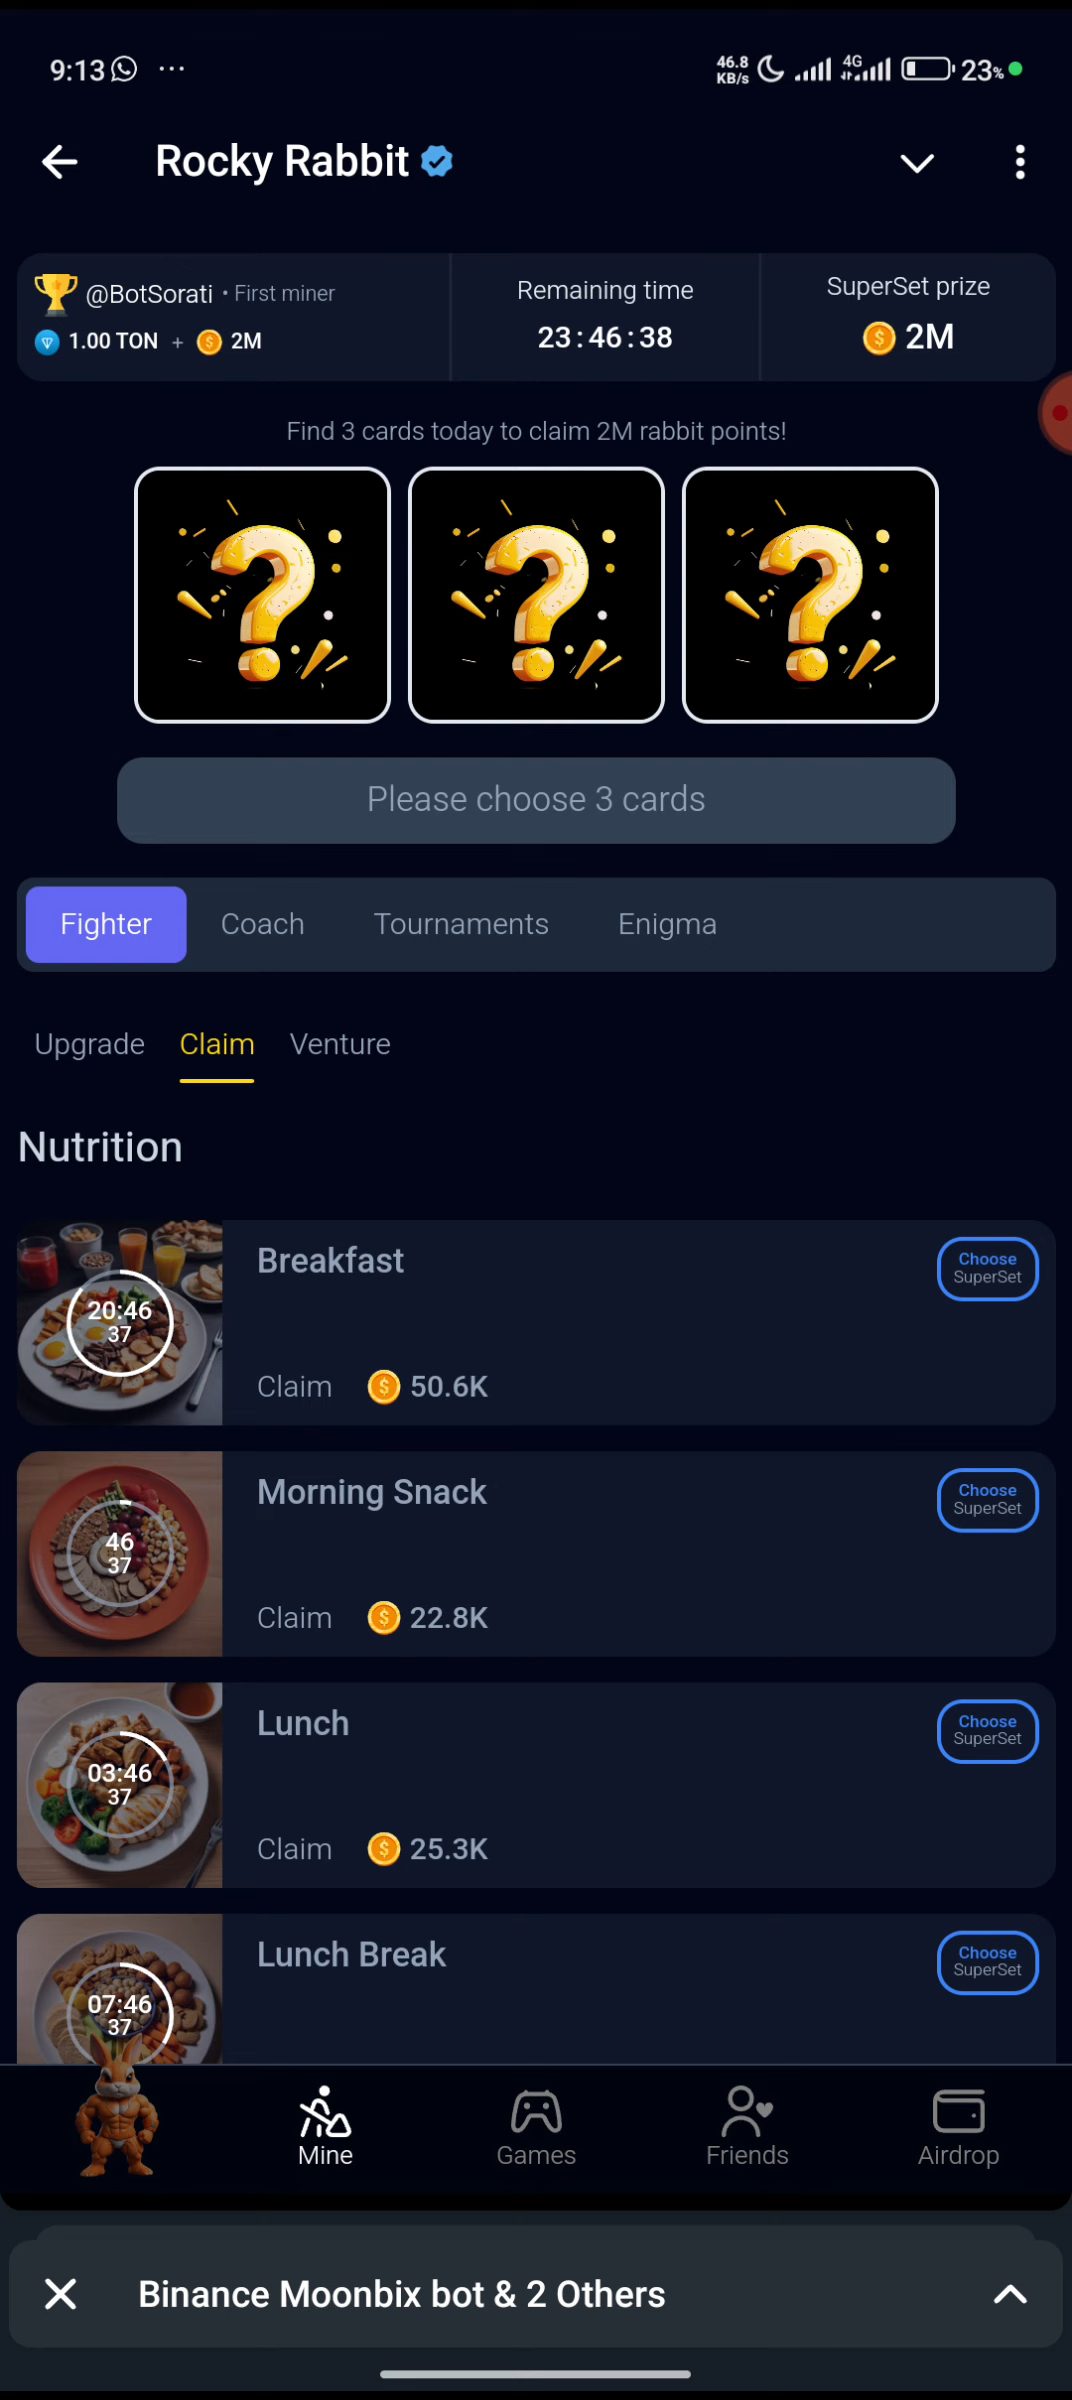 9:13 ... 46.8 KB/s 4G 23%
Rocky Rabbit
@BotSorati • First miner
1.00 TON + 2M
Remaining time
23:46:38
SuperSet prize
2M
Find 3 cards today to claim 2M rabbit points!
Please choose 3 cards
Fighter Coach Tournaments Enigma
Upgrade Claim Venture
Nutrition
20:46
37
Breakfast
Choose
SuperSet
Claim 50.6K
46
37
Morning Snack
Choose
SuperSet
Claim 22.8K
03:46
37
Lunch
Choose
SuperSet
Claim 25.3K
07:46
37
Lunch Break
Choose
SuperSet
Mine Games Friends Airdrop
Binance Moonbix bot & 2 Others